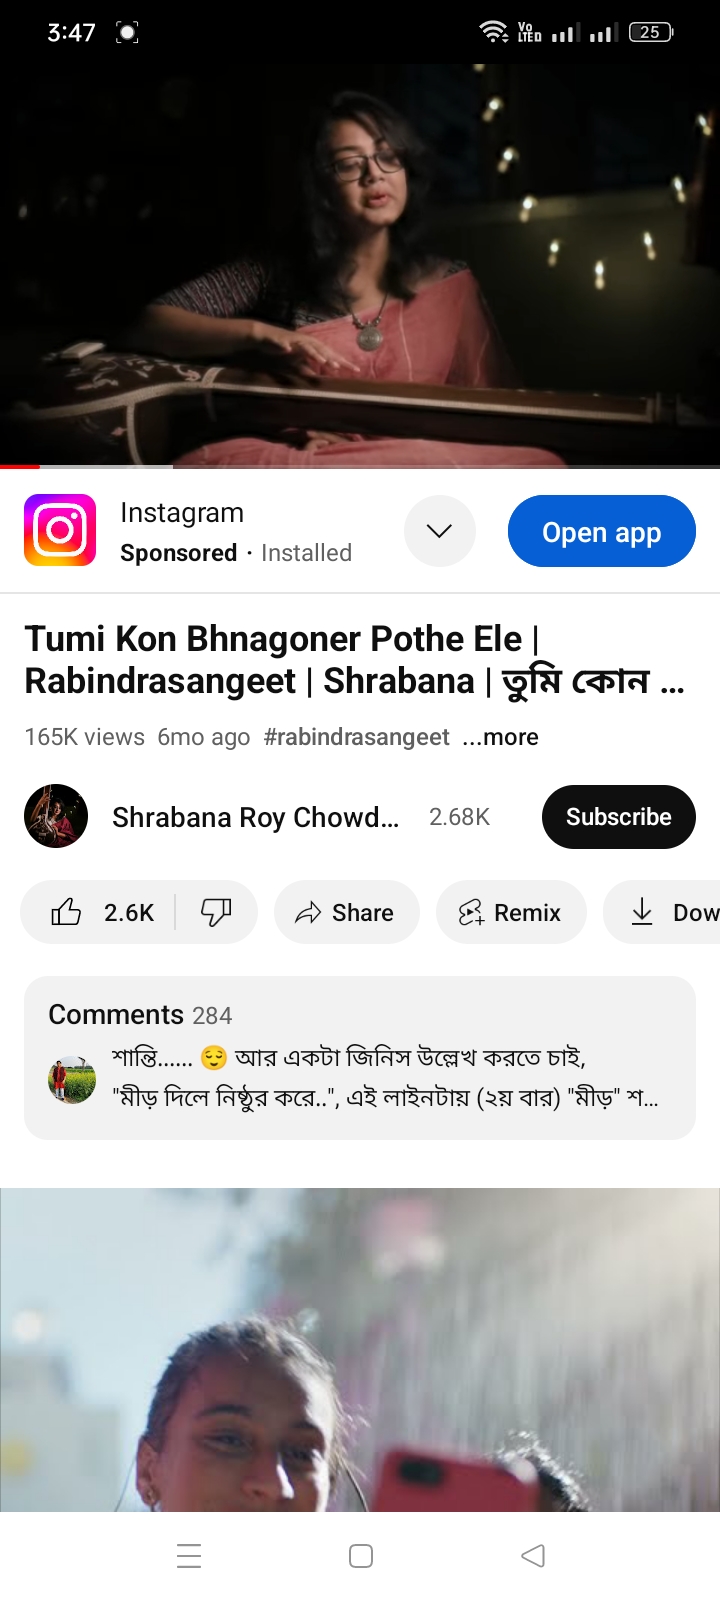 3:47
Vo
LTE
25
Instagram
Sponsored · Installed
Open app
Tumi Kon Bhnagoner Pothe Ele |
Rabindrasangeet | Shrabana | তুমি কোন ...
165K views 6mo ago #rabindrasangeet ...more
Shrabana Roy Chowd... 2.68K Subscribe
2.6K Share Remix Dow
Comments 284
শান্তি...... 😌 আর একটা জিনিস উল্লেখ করতে চাই,
"মীড় দিলে নিষ্ঠুর করে..", এই লাইনটায় (২য় বার) "মীড়" শ...